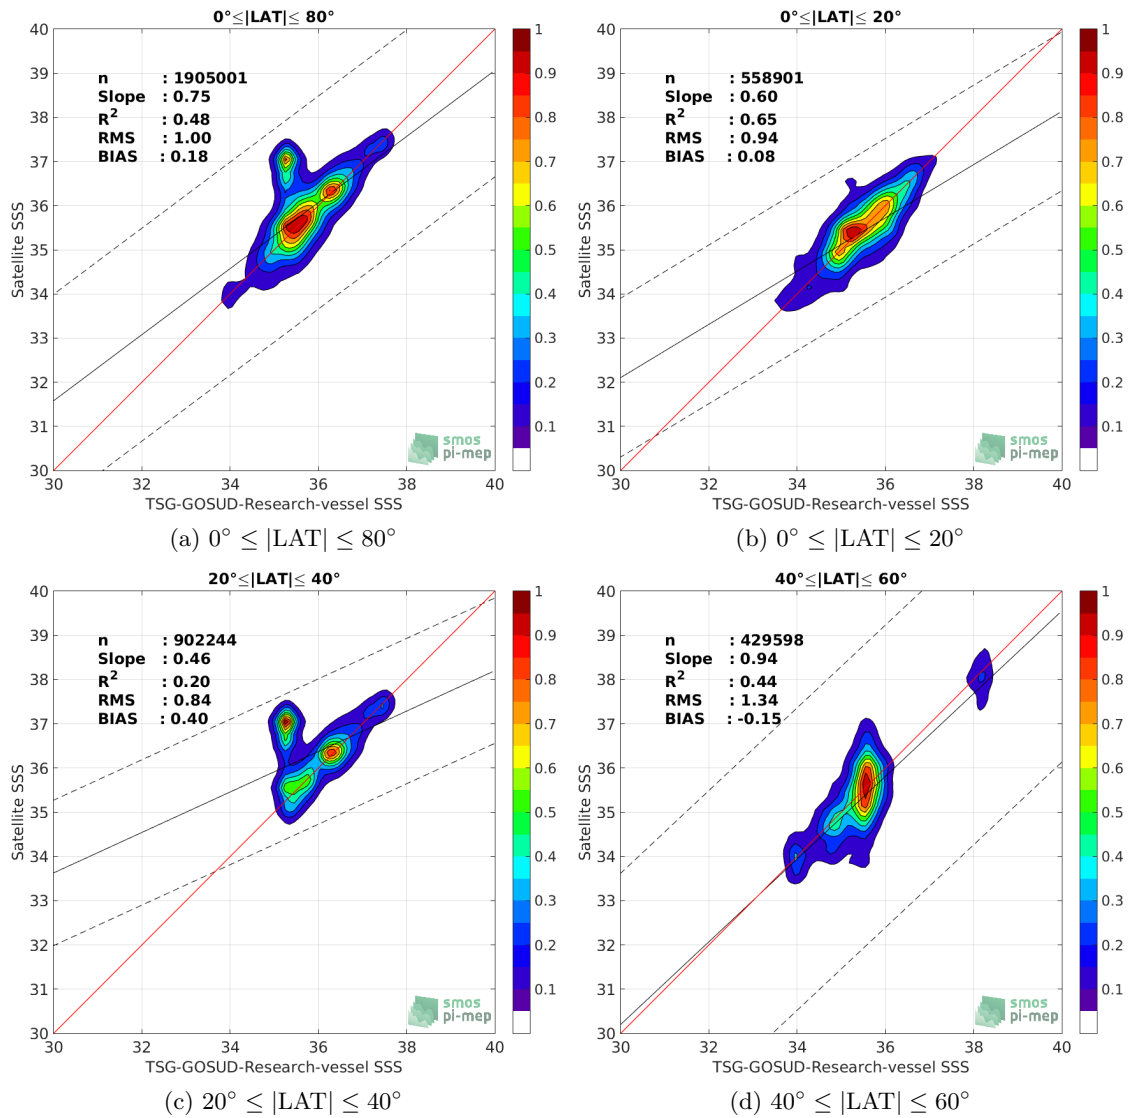 0°≤|LAT|≤ 80°
n : 1905001
Slope : 0.75
R² : 0.48
RMS : 1.00
BIAS : 0.18
Satellite SSS
40
39
38
37
36
35
34
33
32
31
30
30 32 34 36 38 40
TSG-GOSUD-Research-vessel SSS
1
0.9
0.8
0.7
0.6
0.5
0.4
0.3
0.2
0.1
smos
pi-mep
(a) 0° ≤ |LAT| ≤ 80°
0°≤|LAT|≤ 20°
n : 558901
Slope : 0.60
R² : 0.65
RMS : 0.94
BIAS : 0.08
Satellite SSS
40
39
38
37
36
35
34
33
32
31
30
30 32 34 36 38 40
TSG-GOSUD-Research-vessel SSS
1
0.9
0.8
0.7
0.6
0.5
0.4
0.3
0.2
0.1
smos
pi-mep
(b) 0° ≤ |LAT| ≤ 20°
20°≤|LAT|≤ 40°
n : 902244
Slope : 0.46
R² : 0.20
RMS : 0.84
BIAS : 0.40
Satellite SSS
40
39
38
37
36
35
34
33
32
31
30
30 32 34 36 38 40
TSG-GOSUD-Research-vessel SSS
1
0.9
0.8
0.7
0.6
0.5
0.4
0.3
0.2
0.1
smos
pi-mep
(c) 20° ≤ |LAT| ≤ 40°
40°≤|LAT|≤ 60°
n : 429598
Slope : 0.94
R² : 0.44
RMS : 1.34
BIAS : -0.15
Satellite SSS
40
39
38
37
36
35
34
33
32
31
30
30 32 34 36 38 40
TSG-GOSUD-Research-vessel SSS
1
0.9
0.8
0.7
0.6
0.5
0.4
0.3
0.2
0.1
smos
pi-mep
(d) 40° ≤ |LAT| ≤ 60°